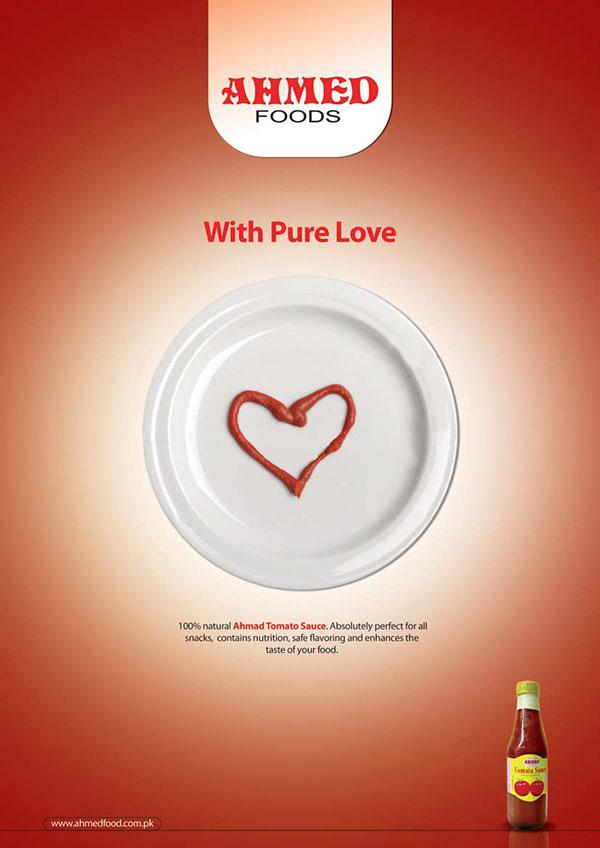 AHMED
FOODS
With Pure Love
100% natural Ahmad Tomato Sauce. Absolutely perfect for all
snacks, contains nutrition, safe flavoring and enhances the
taste of your food.
AHMED
Tomato Sauce
www.ahmedfood.com.pk